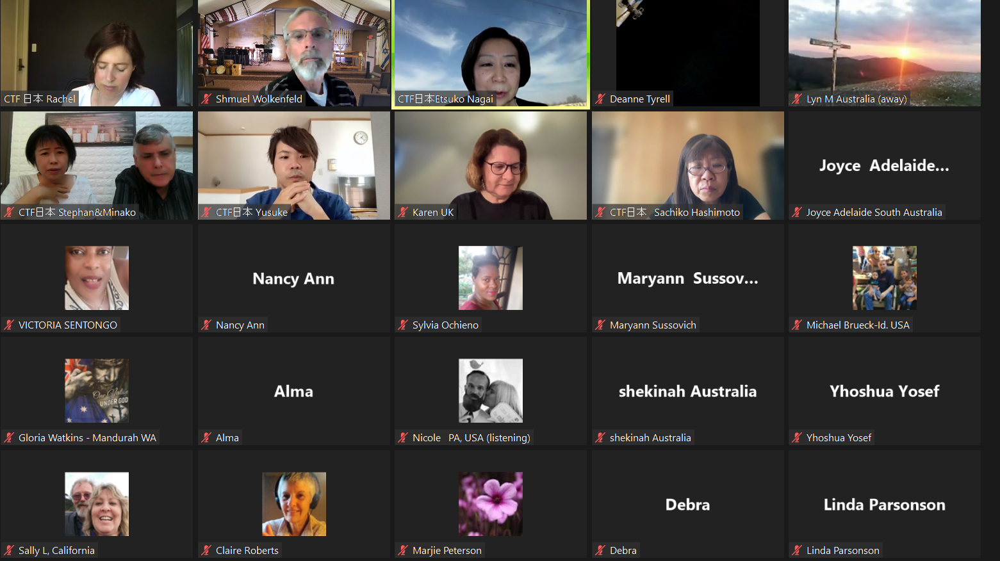 CTF 日本 Rachel
Shmuel Wolkenfeld
CTF日本Etsuko Nagai
Deanne Tyrell
Lyn M Australia (away)
CTF日本 Stephan&Minako
CTF日本 Yusuke
Karen UK
CTF日本 Sachiko Hashimoto
Joyce Adelaide...
Joyce Adelaide South Australia
VICTORIA SENTONGO
Nancy Ann
Nancy Ann
Sylvia Ochieno
Maryann Sussov...
Maryann Sussovich
Michael Brueck-Id. USA
One Nation
UNDER GOD
Gloria Watkins - Mandurah WA
Alma
Alma
Nicole PA, USA (listening)
shekinah Australia
shekinah Australia
Yhoshua Yosef
Yhoshua Yosef
Sally L, California
Claire Roberts
Marjie Peterson
Debra
Debra
Linda Parsonson
Linda Parsonson